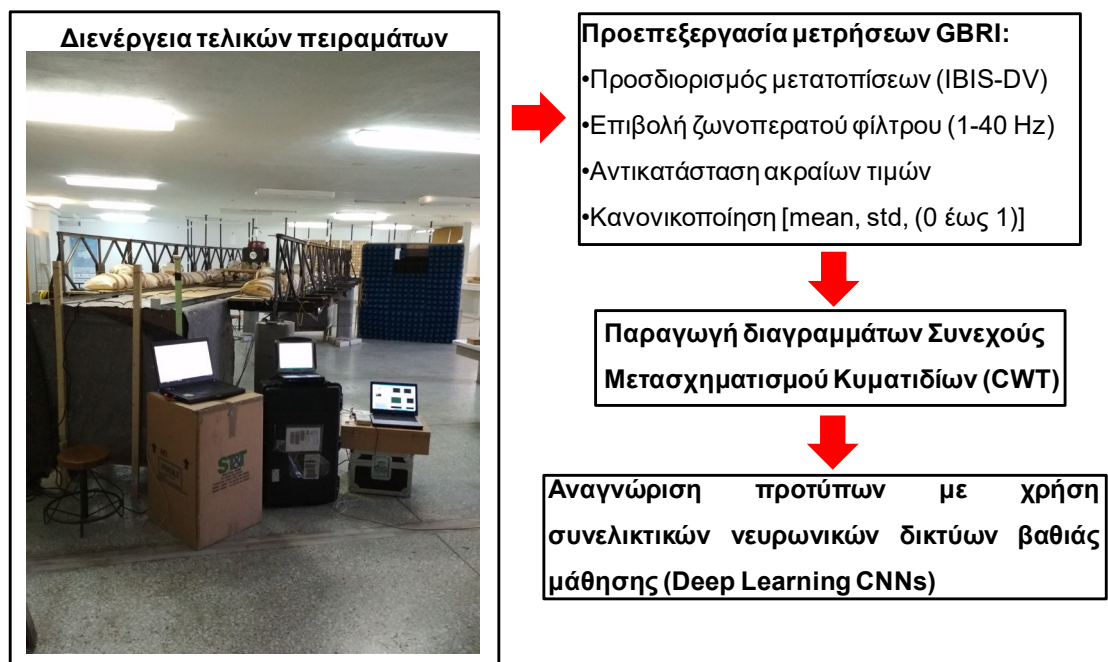 Διενέργεια τελικών πειραμάτων
Προεπεξεργασία μετρήσεων GBRI:
•Προσδιορισμός μετατοπίσεων (IBIS-DV)
•Επιβολή ζωνοπερατού φίλτρου (1-40 Hz)
•Αντικατάσταση ακραίων τιμών
•Κανονικοποίηση [mean, std, (0 έως 1)]
Παραγωγή διαγραμμάτων Συνεχούς
Μετασχηματισμού Κυματιδίων (CWT)
Αναγνώριση προτύπων με χρήση
συνελικτικών νευρωνικών δικτύων βαθιάς
μάθησης (Deep Learning CNNs)